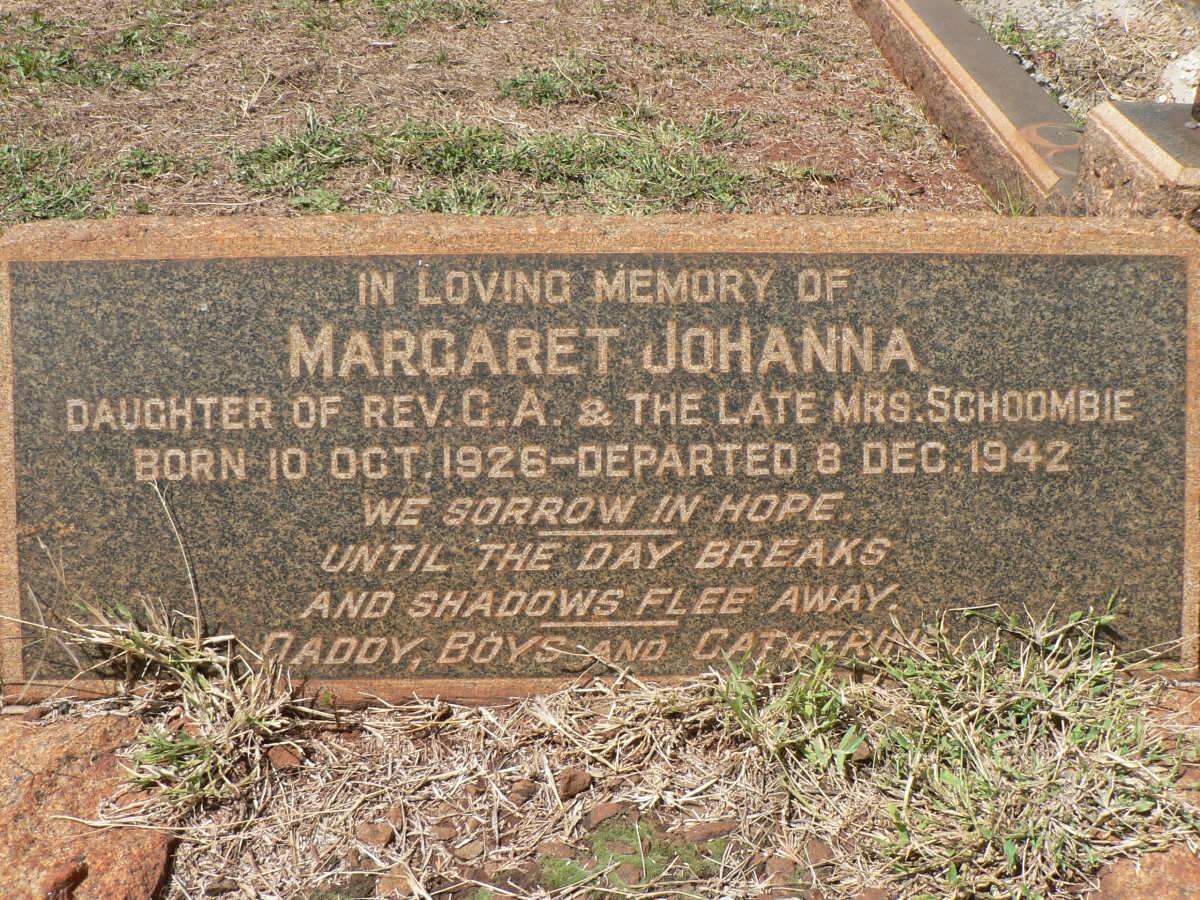 IN LOVING MEMORY OF
MARGARET JOHANNA
DAUGHTER OF REV. G. A. & THE LATE MRS. SCHOOMBIE
BORN 10 OCT. 1926-DEPARTED 8 DEC. 1942
WE SORROW IN HOPE.
UNTIL THE DAY BREAKS
AND SHADOWS FLEE AWAY.
DADDY, BOYS AND CATHERINE